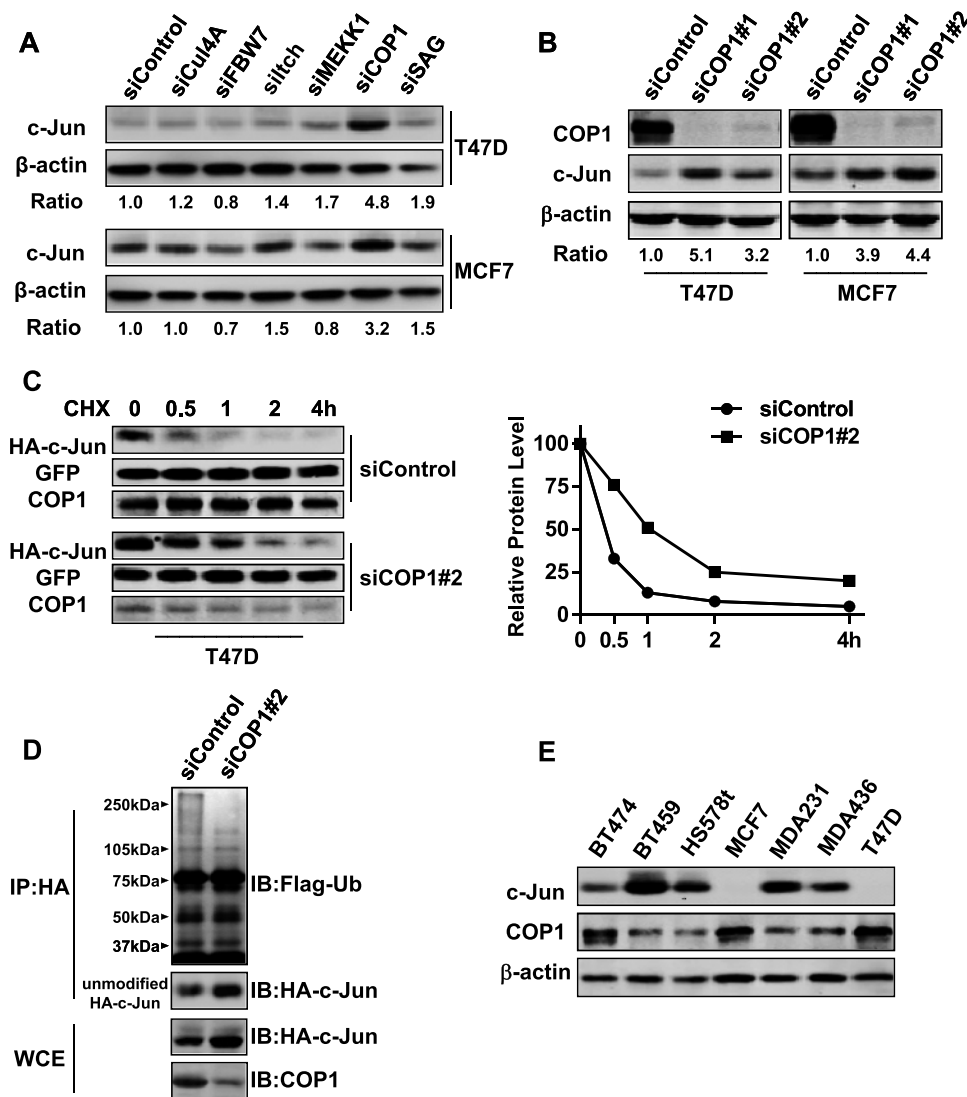 A
siControl siCul4A siFBW7 siItch siMEKK1 siCOP1 siSAG
c-Jun
β-actin
T47D
Ratio 1.0 1.2 0.8 1.4 1.7 4.8 1.9
c-Jun
β-actin
MCF7
Ratio 1.0 1.0 0.7 1.5 0.8 3.2 1.5
B
siControl siCOP1#1 siCOP1#2 siControl siCOP1#1 siCOP1#2
COP1
c-Jun
β-actin
Ratio 1.0 5.1 3.2 1.0 3.9 4.4
T47D MCF7
C
CHX 0 0.5 1 2 4h
HA-c-Jun
GFP
COP1
siControl
HA-c-Jun
GFP
COP1
siCOP1#2
T47D
siControl
siCOP1#2
Relative Protein Level
100
75
50
25
0
0 0.5 1 2 4h
D
siControl siCOP1#2
250kDa
105kDa
75kDa
50kDa
37kDa
IP:HA
IB:Flag-Ub
unmodified
HA-c-Jun
IB:HA-c-Jun
WCE
IB:HA-c-Jun
IB:COP1
E
BT474 BT459 HS578t MCF7 MDA231 MDA436 T47D
c-Jun
COP1
β-actin